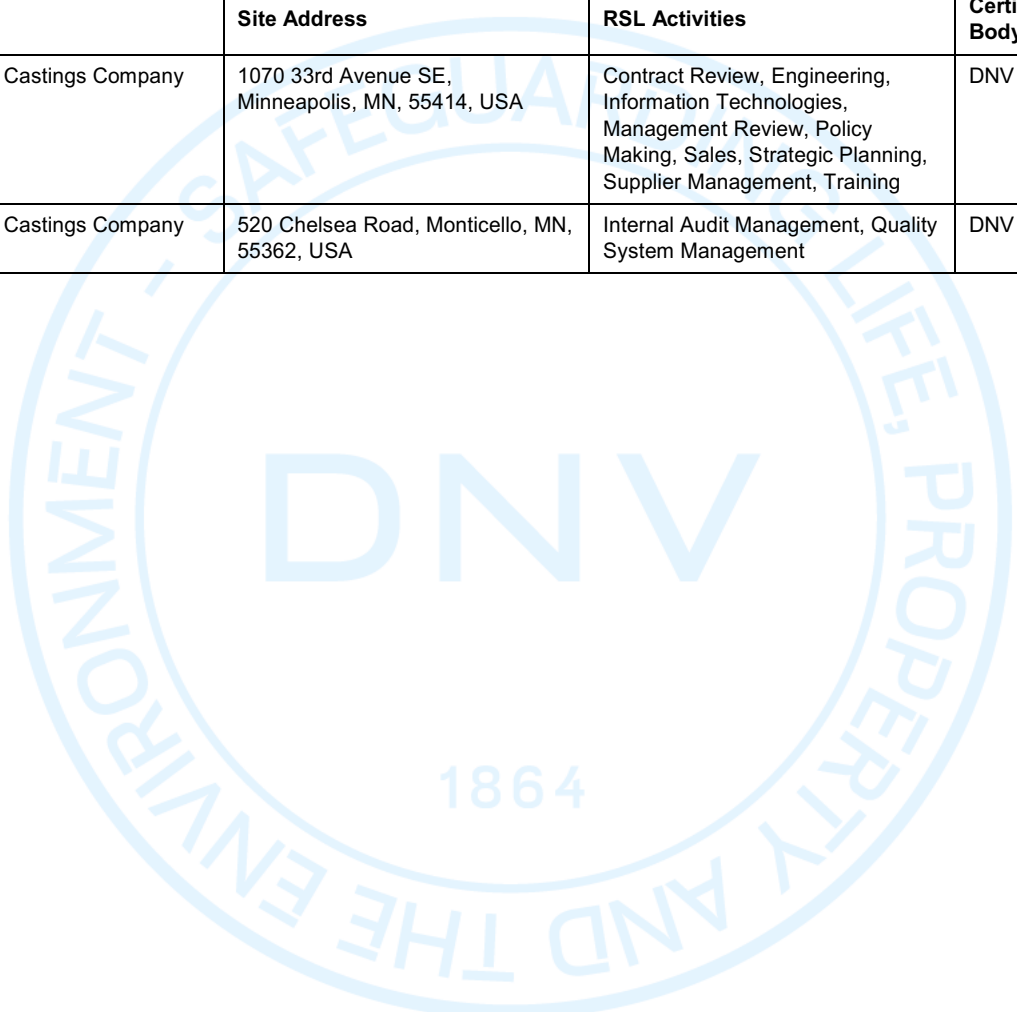 Site Address RSL Activities Certi
Body
Castings Company 1070 33rd Avenue SE, Contract Review, Engineering, DNV
Minneapolis, MN, 55414, USA Information Technologies,
Management Review, Policy
Making, Sales, Strategic Planning,
Supplier Management, Training
Castings Company 520 Chelsea Road, Monticello, MN, Internal Audit Management, Quality DNV
55362, USA System Management
SAFEGUARDING LIFE, PROPERTY AND THE ENVIRONMENT -
DNV
1864